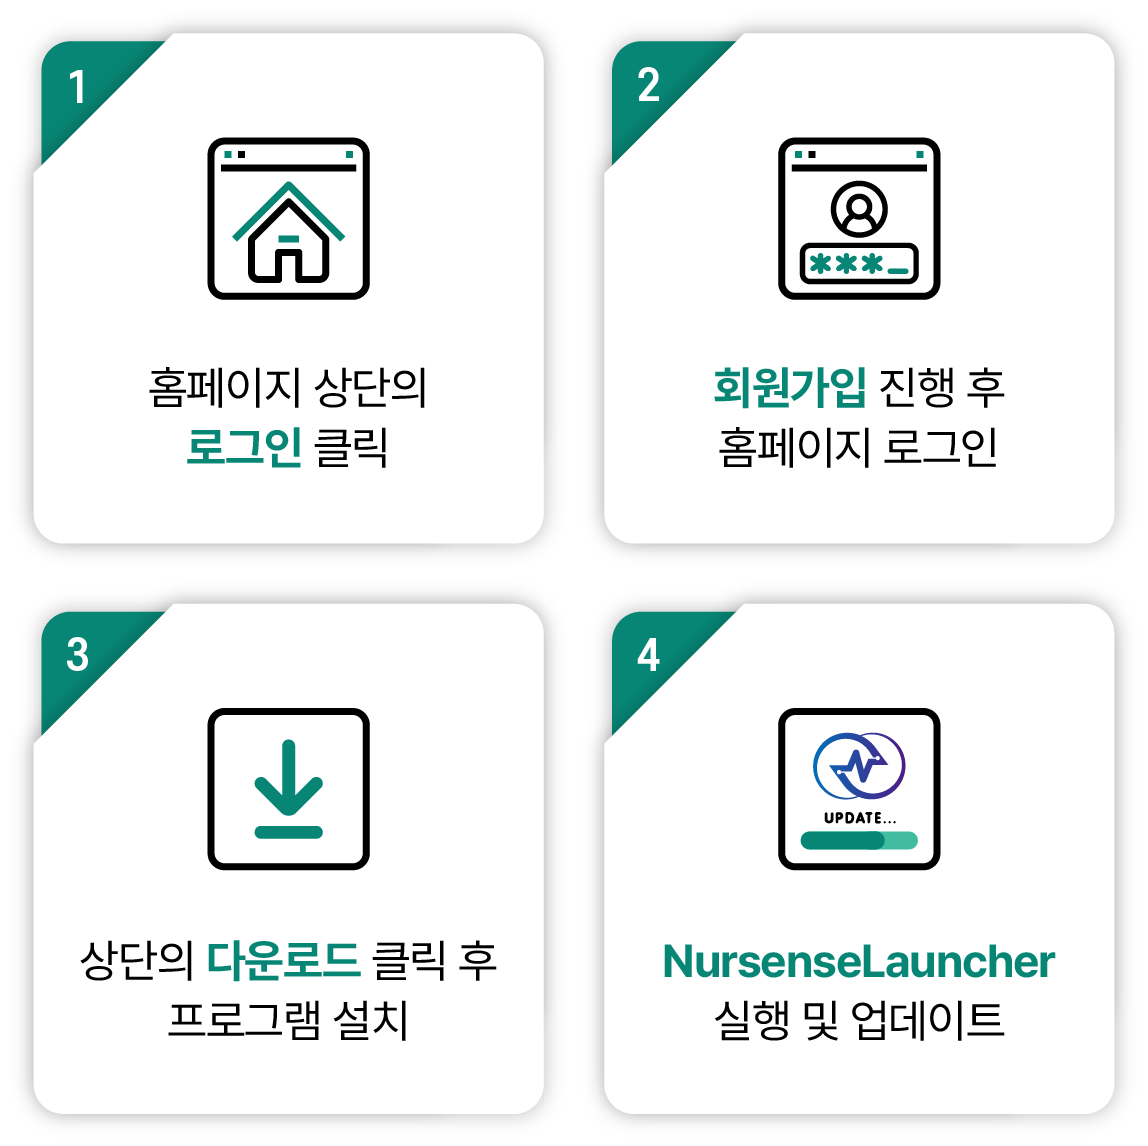 1
홈페이지 상단의
로그인 클릭
2
***_
회원가입 진행 후
홈페이지 로그인
3
상단의 다운로드 클릭 후
프로그램 설치
4
UPDATE...
NursenseLauncher
실행 및 업데이트